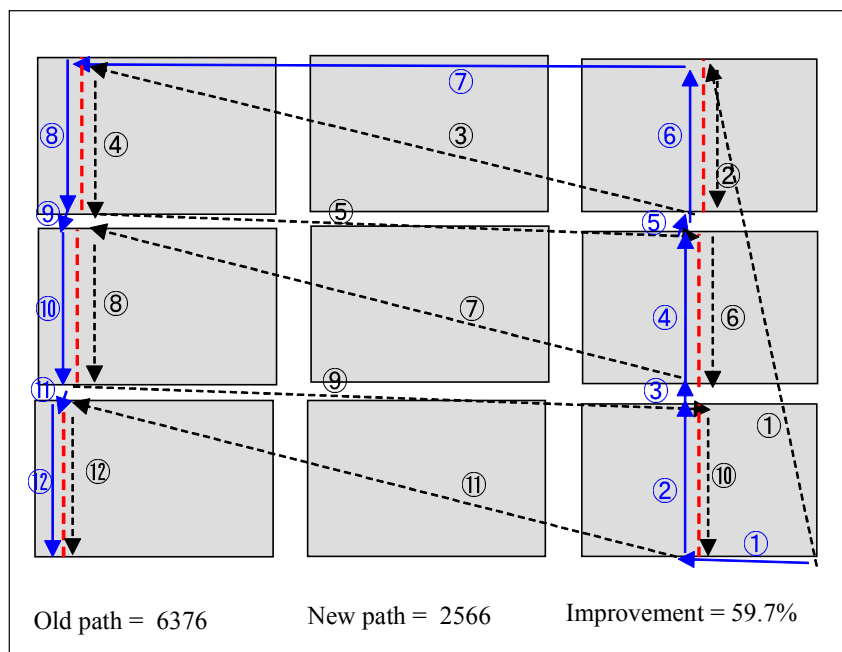 ⑦
⑧ ④ ③ ⑥ ②
⑨ ⑤ ⑤
⑩ ⑧ ⑦ ④ ⑥
⑪ ⑨ ③ ①
⑫ ⑫ ⑪ ② ⑩
①
Old path = 6376 New path = 2566 Improvement = 59.7%